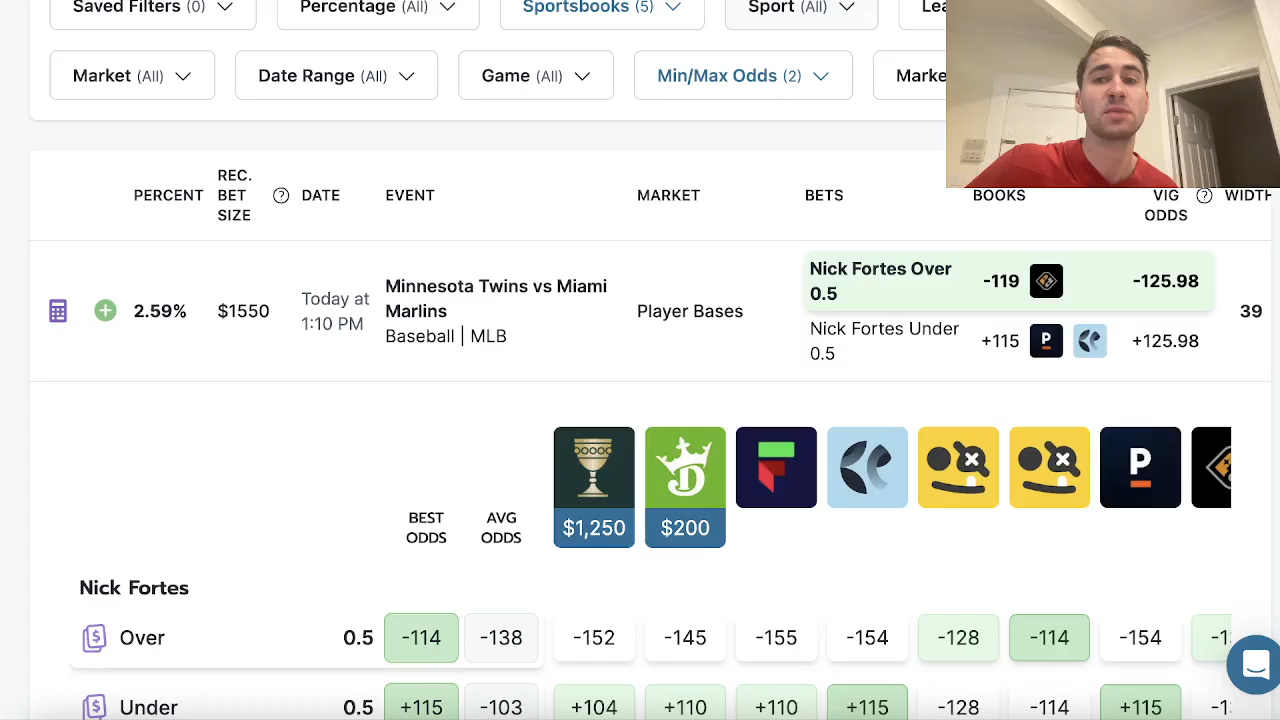 Saved Filters (0)
Percentage (All)
Sportsbooks (5)
Sport (All)
Market (All)
Date Range (All)
Game (All)
Min/Max Odds (2)
PERCENT
REC. BET SIZE
?
DATE
EVENT
MARKET
BETS
BOOKS
VIG ODDS
?
WIDTH
2.59%
$1550
Today at
1:10 PM
Minnesota Twins vs Miami
Marlins
Baseball | MLB
Player Bases
Nick Fortes Over
0.5
-119
-125.98
Nick Fortes Under
0.5
+115
P
+125.98
39
BEST ODDS
AVG ODDS
$1,250
$200
P
Nick Fortes
Over 0.5 -114 -138 -152 -145 -155 -154 -128 -114 -154
Under 0.5 +115 -103 +104 +110 +110 +115 -128 -114 +115